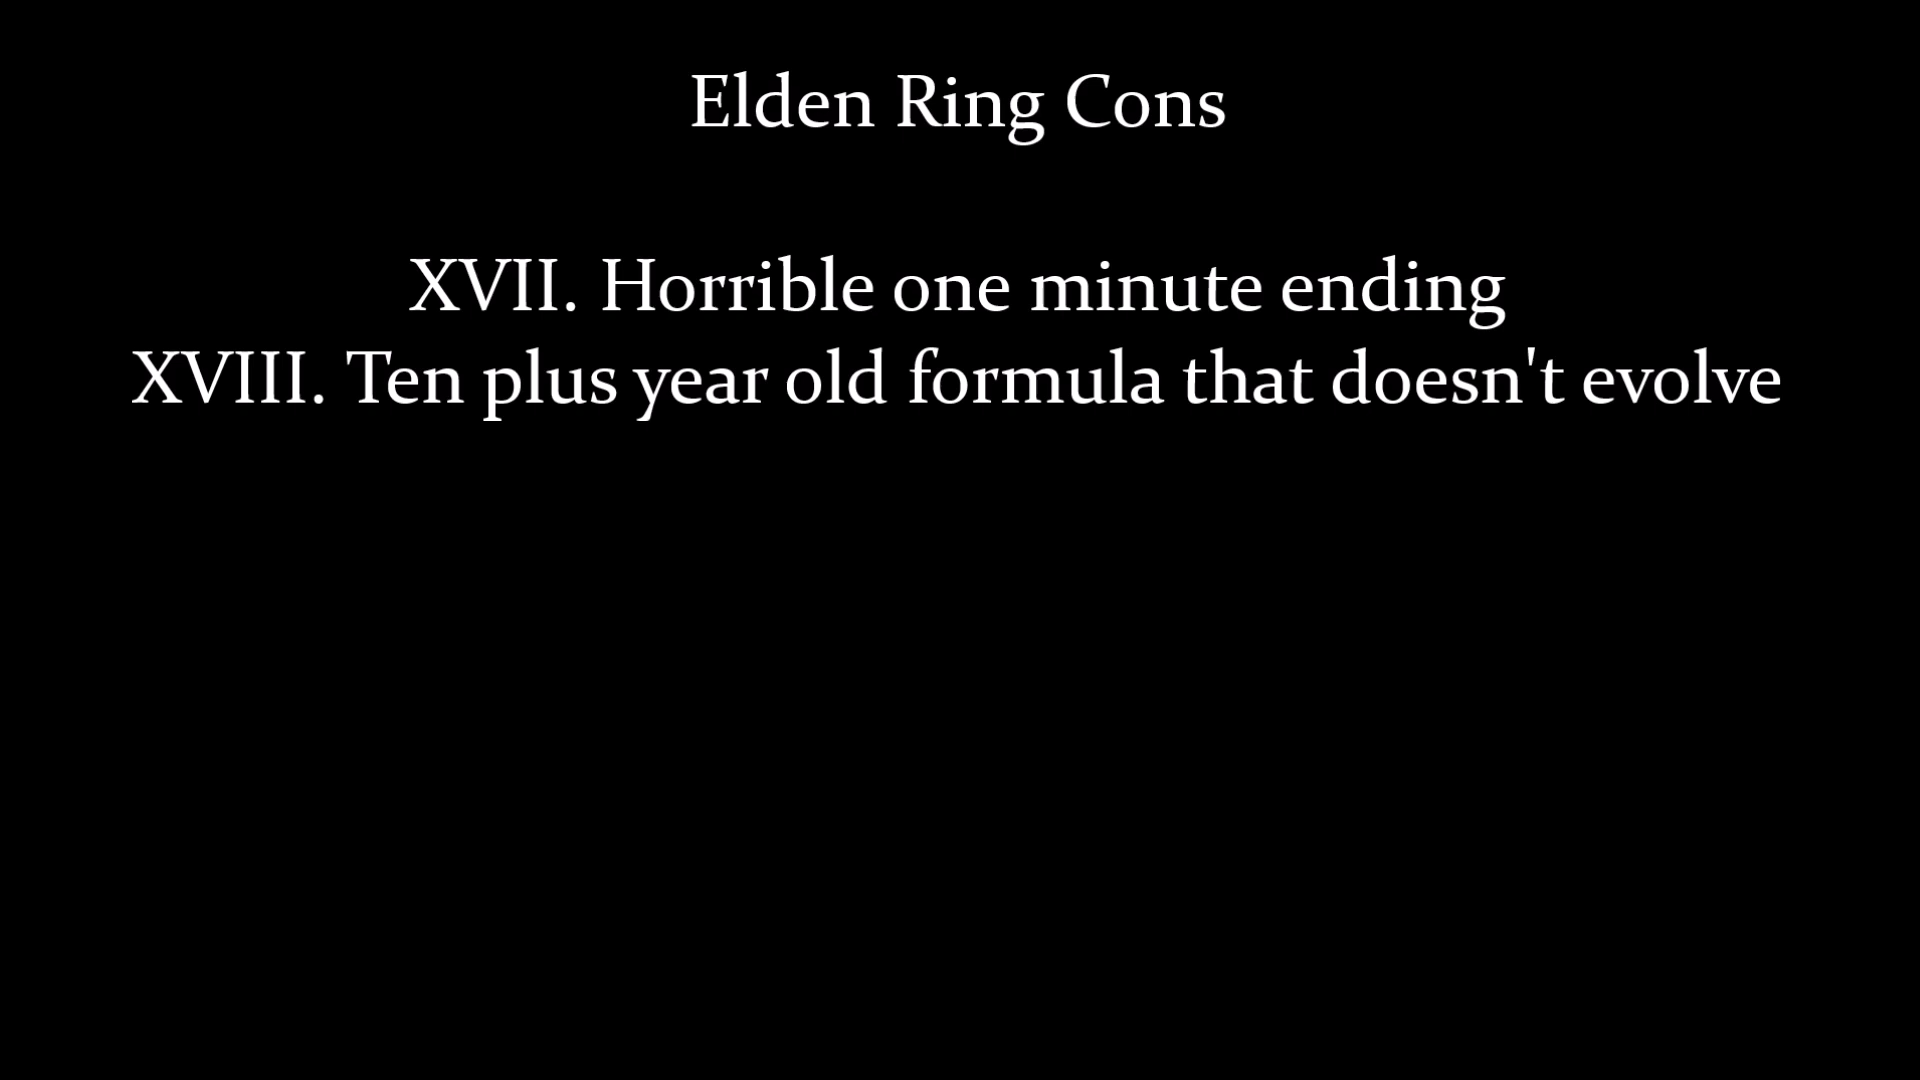 Elden Ring Cons
XVII. Horrible one minute ending
XVIII. Ten plus year old formula that doesn't evolve